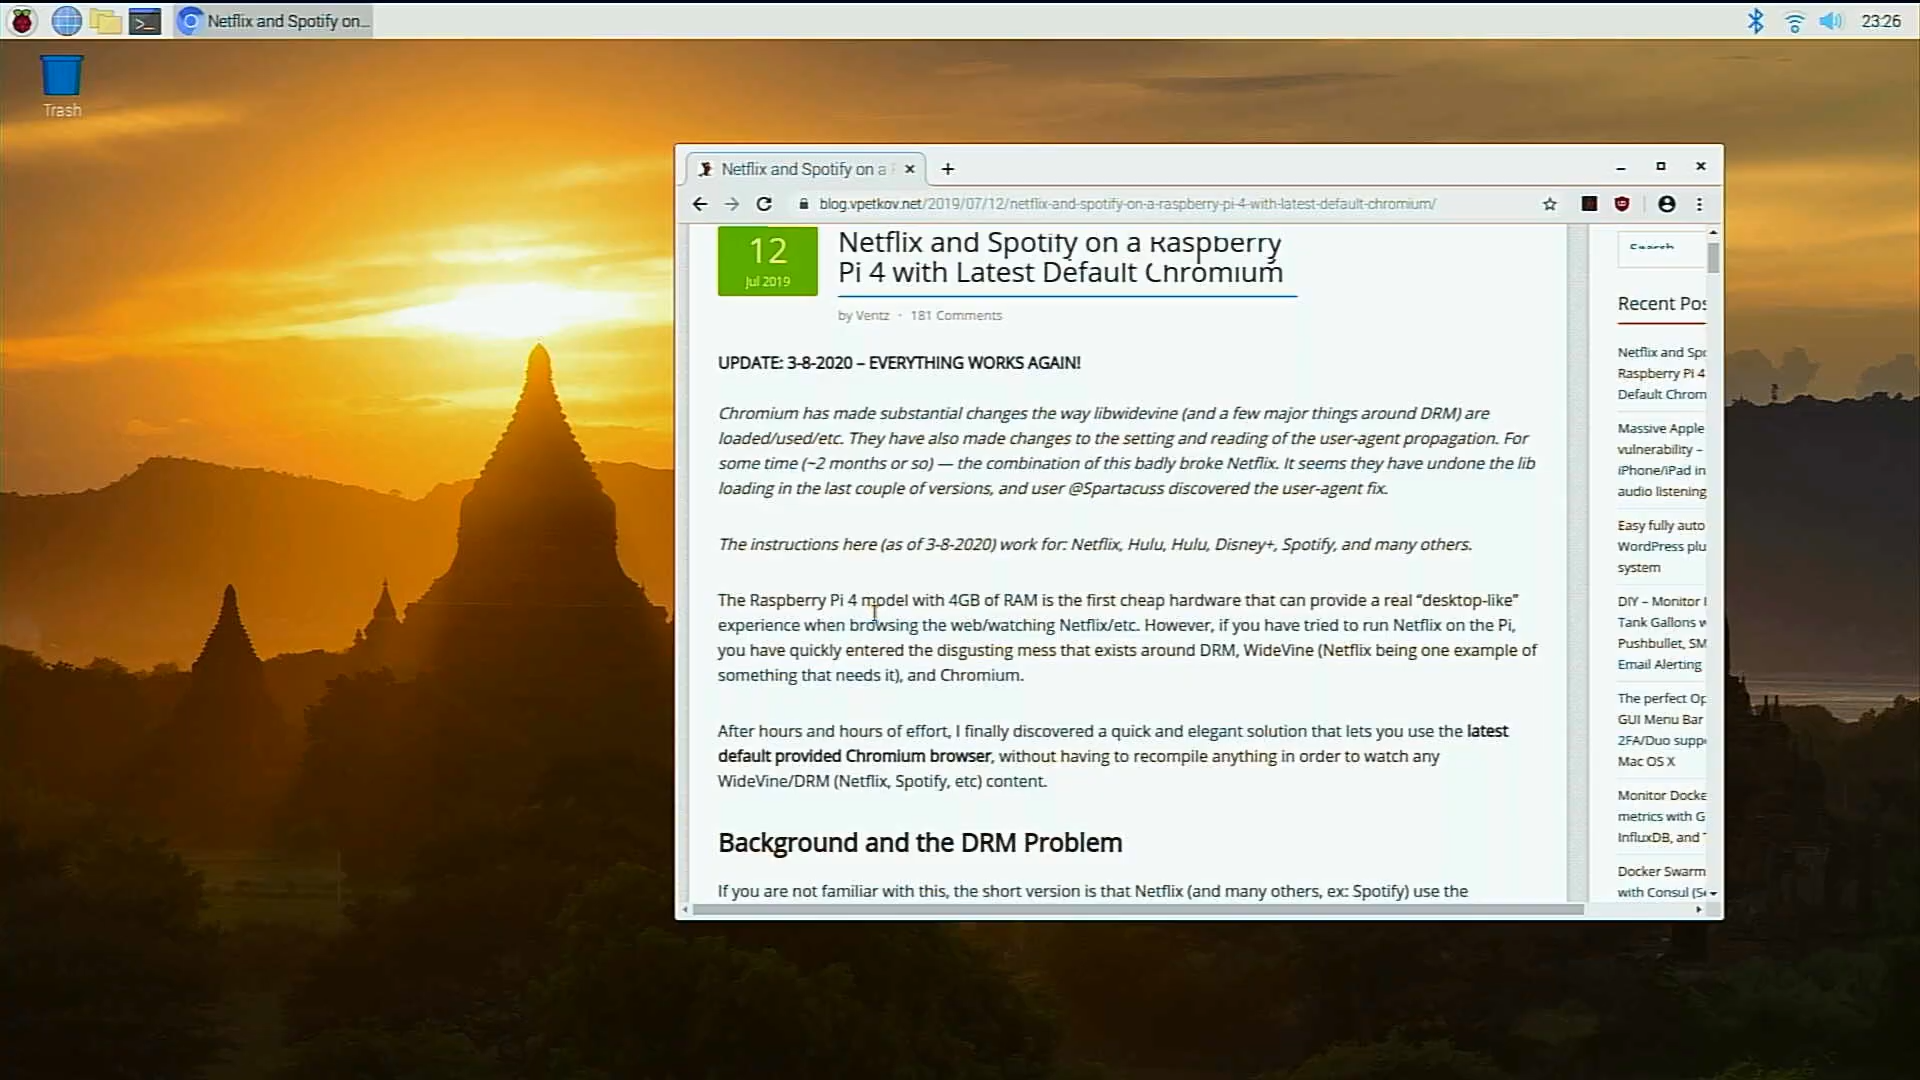 Netflix and Spotify on...
23:26
Trash
Netflix and Spotify on a
blog.vpetkov.net/2019/07/12/netflix-and-spotify-on-a-raspberry-pi-4-with-latest-default-chromium/
12
Jul 2019
Netflix and Spotify on a Raspberry
Pi 4 with Latest Default Chromium
by Ventz · 181 Comments
UPDATE: 3-8-2020 – EVERYTHING WORKS AGAIN!
Chromium has made substantial changes the way libwidevine (and a few major things around DRM) are
loaded/used/etc. They have also made changes to the setting and reading of the user-agent propagation. For
some time (~2 months or so) — the combination of this badly broke Netflix. It seems they have undone the lib
loading in the last couple of versions, and user @Spartacuss discovered the user-agent fix.
The instructions here (as of 3-8-2020) work for: Netflix, Hulu, Hulu, Disney+, Spotify, and many others.
The Raspberry Pi 4 model with 4GB of RAM is the first cheap hardware that can provide a real “desktop-like”
experience when browsing the web/watching Netflix/etc. However, if you have tried to run Netflix on the Pi,
you have quickly entered the disgusting mess that exists around DRM, WideVine (Netflix being one example of
something that needs it), and Chromium.
After hours and hours of effort, I finally discovered a quick and elegant solution that lets you use the latest
default provided Chromium browser, without having to recompile anything in order to watch any
WideVine/DRM (Netflix, Spotify, etc) content.
Background and the DRM Problem
If you are not familiar with this, the short version is that Netflix (and many others, ex: Spotify) use the
Search
Recent Pos
Netflix and Spo
Raspberry Pi 4
Default Chrom
Massive Apple
vulnerability –
iPhone/iPad in
audio listening
Easy fully auto
WordPress plu
system
DIY – Monitor
Tank Gallons w
Pushbullet, SM
Email Alerting
The perfect Op
GUI Menu Bar
2FA/Duo suppo
Mac OS X
Monitor Docke
metrics with G
InfluxDB, and T
Docker Swarm
with Consul (Se